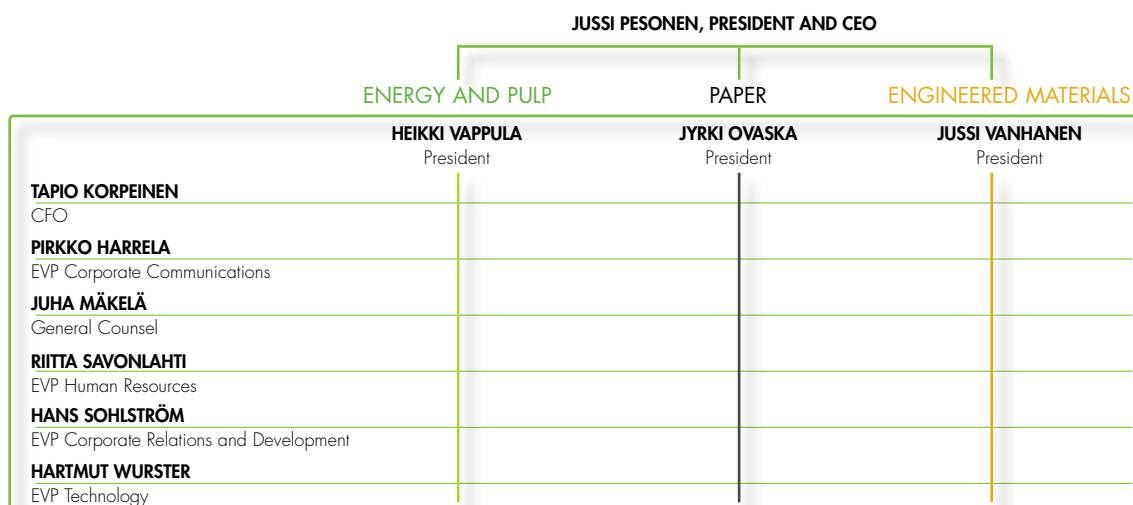 JUSSI PESONEN, PRESIDENT AND CEO
ENERGY AND PULP
PAPER
ENGINEERED MATERIALS
HEIKKI VAPPULA
President
JYRKI OVASKA
President
JUSSI VANHANEN
President
TAPIO KORPEINEN
CFO
PIRKKO HARRELA
EVP Corporate Communications
JUHA MÄKELÄ
General Counsel
RIITTA SAVONLAHTI
EVP Human Resources
HANS SOHLSTRÖM
EVP Corporate Relations and Development
HARTMUT WURSTER
EVP Technology